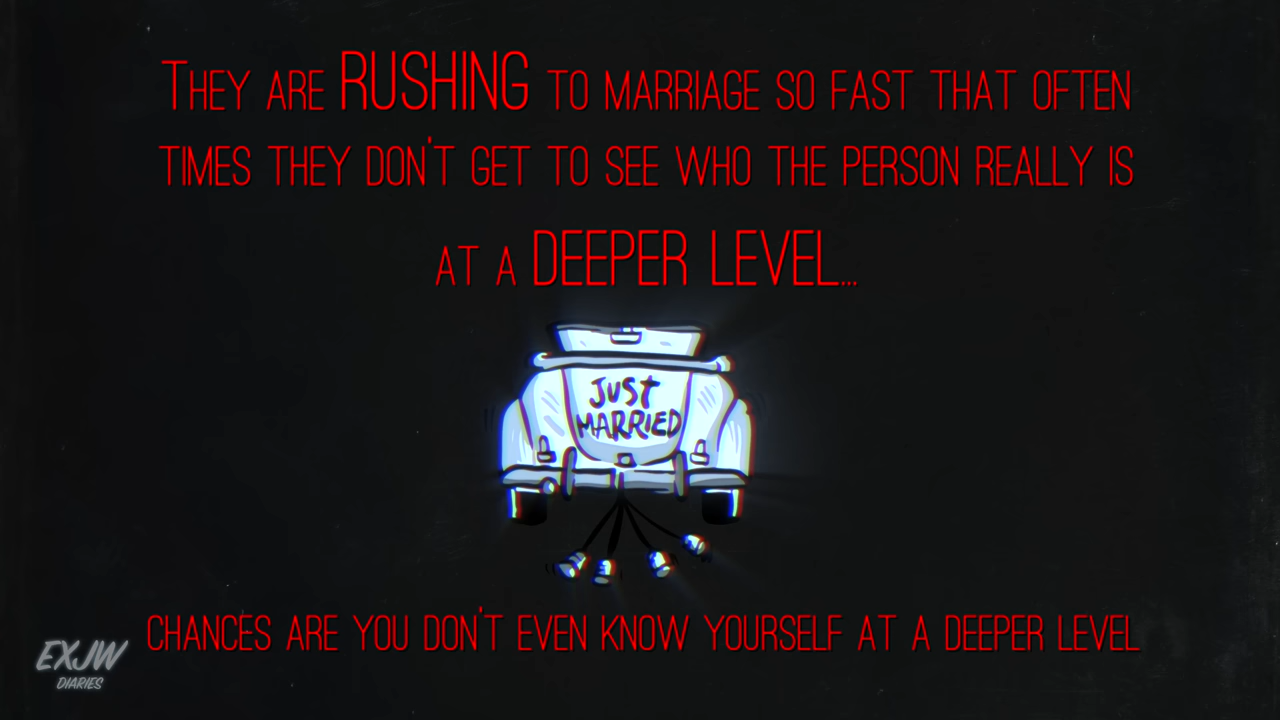 THEY ARE RUSHING TO MARRIAGE SO FAST THAT OFTEN
TIMES THEY DON'T GET TO SEE WHO THE PERSON REALLY IS
AT A DEEPER LEVEL...
JUST
MARRIED
CHANCES ARE YOU DON'T EVEN KNOW YOURSELF AT A DEEPER LEVEL
EXJW
DIARIES